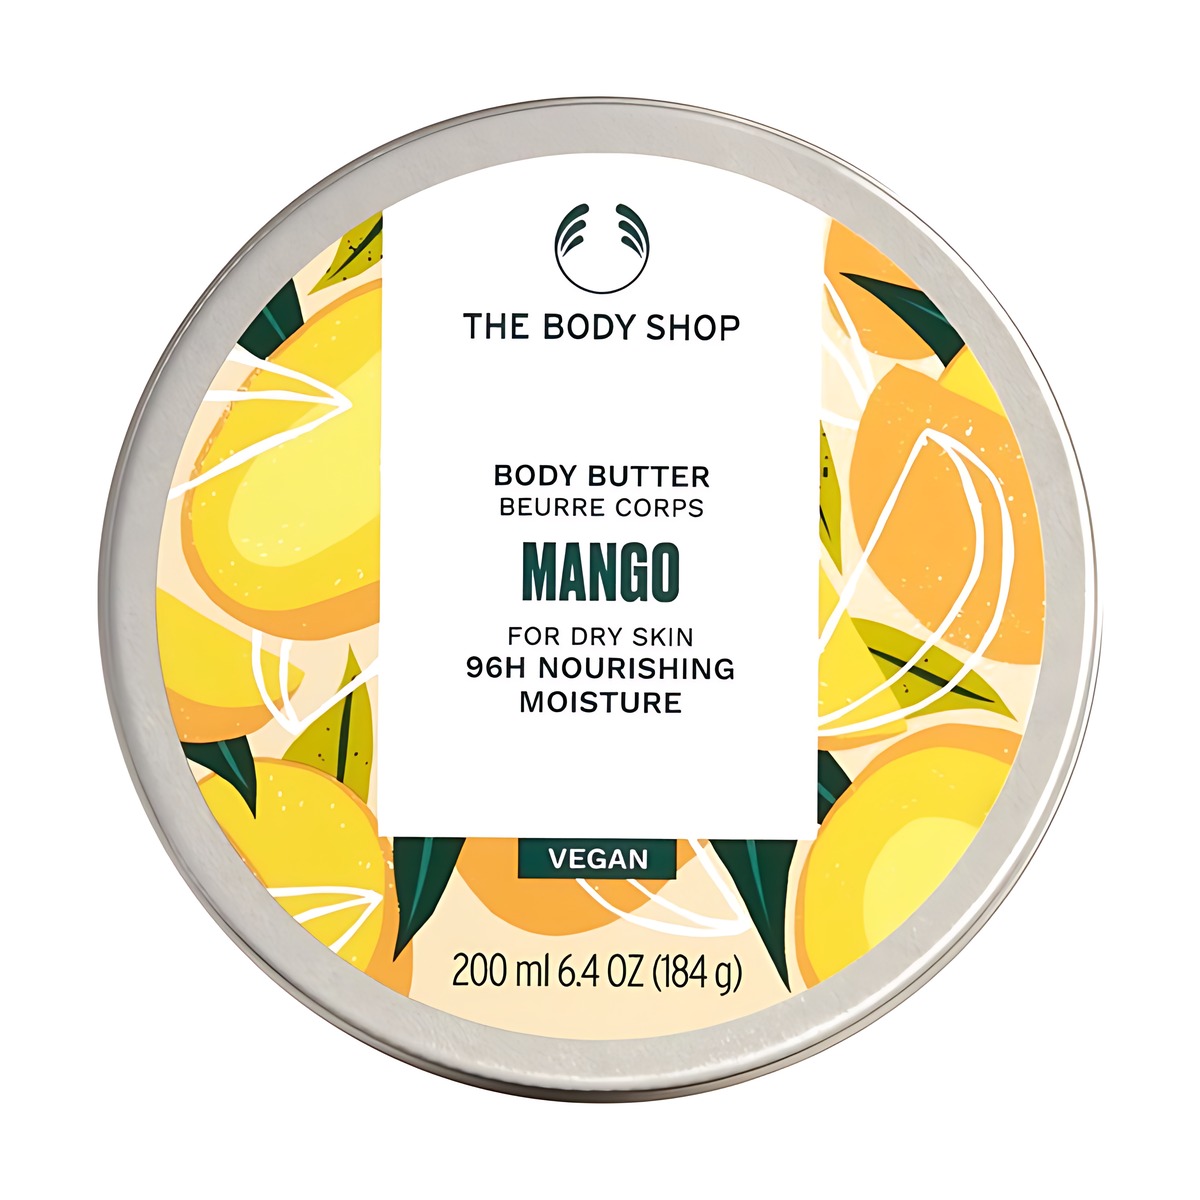 THE BODY SHOP
BODY BUTTER
BEURRE CORPS
MANGO
FOR DRY SKIN
96H NOURISHING
MOISTURE
VEGAN
200 ml 6.4 OZ (184 g)